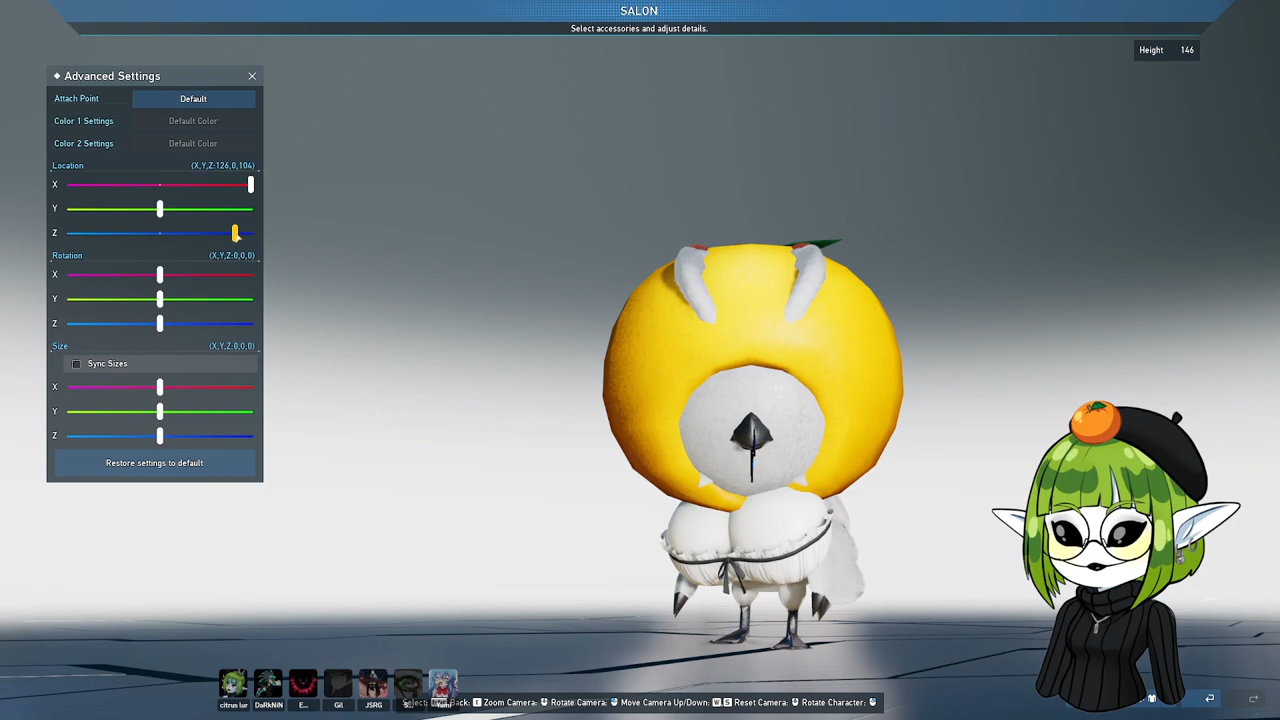 SALON
Select accessories and adjust details.
Height 146
Advanced Settings
Attach Point Default
Color 1 Settings Default Color
Color 2 Settings Default Color
Location (X,Y,Z:126,0,104)
X
Y
Z
Rotation (X,Y,Z:0,0,0)
X
Y
Z
Size (X,Y,Z:0,0,0)
Sync Sizes
X
Y
Z
Restore settings to default
Select: Back: E Zoom Camera: Rotate Camera: Move Camera Up/Down: W S Reset Camera: Rotate Character:
citrus lur DaRkNiN E... Gil JSRG